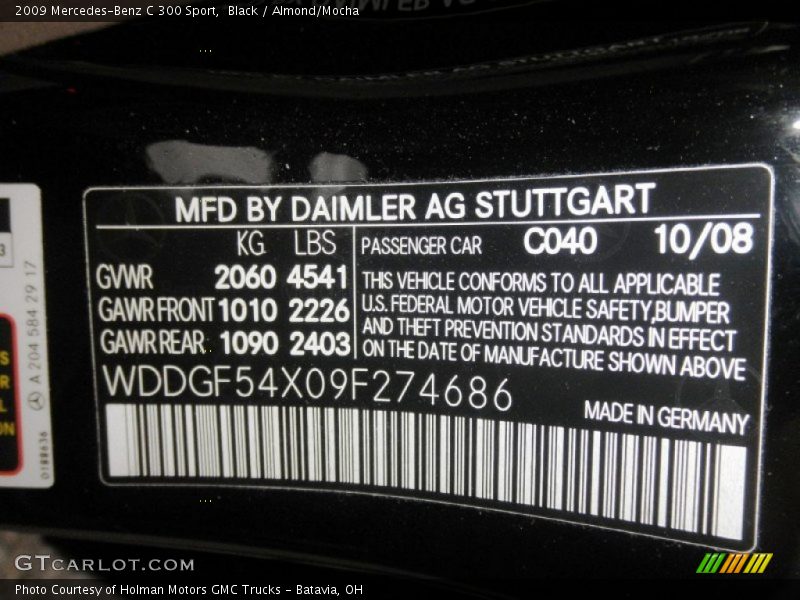 2009 Mercedes-Benz C 300 Sport, Black / Almond/Mocha
MFD BY DAIMLER AG STUTTGART
KG LBS
GVWR 2060 4541
GAWR FRONT 1010 2226
GAWR REAR 1090 2403
PASSENGER CAR C040 10/08
THIS VEHICLE CONFORMS TO ALL APPLICABLE
U.S. FEDERAL MOTOR VEHICLE SAFETY,BUMPER
AND THEFT PREVENTION STANDARDS IN EFFECT
ON THE DATE OF MANUFACTURE SHOWN ABOVE
WDDGF54X09F274686
MADE IN GERMANY
A 204 584 29 17
GTCARLOT.COM
Photo Courtesy of Holman Motors GMC Trucks - Batavia, OH